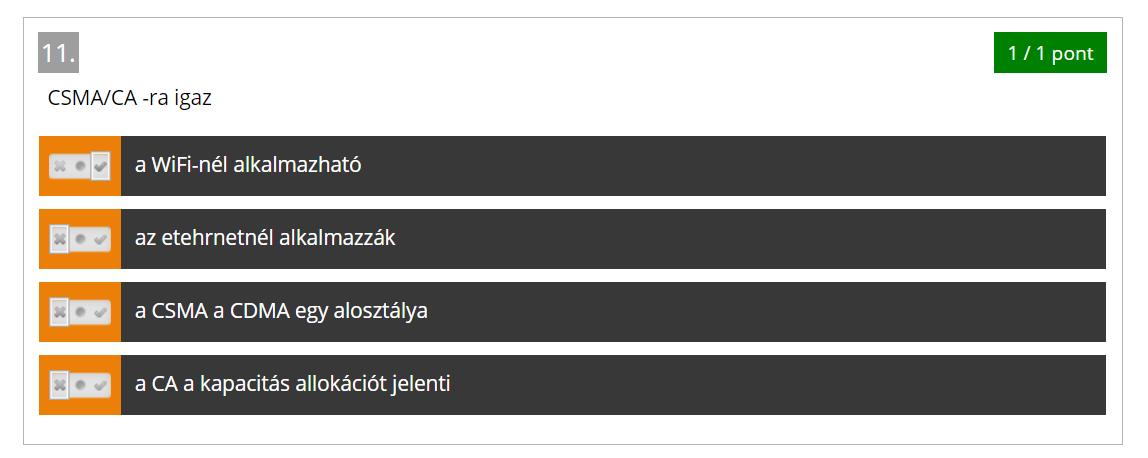 11.
1 / 1 pont
CSMA/CA -ra igaz
a WiFi-nél alkalmazható
az etehrnetnél alkalmazzák
a CSMA a CDMA egy alosztálya
a CA a kapacitás allokációt jelenti